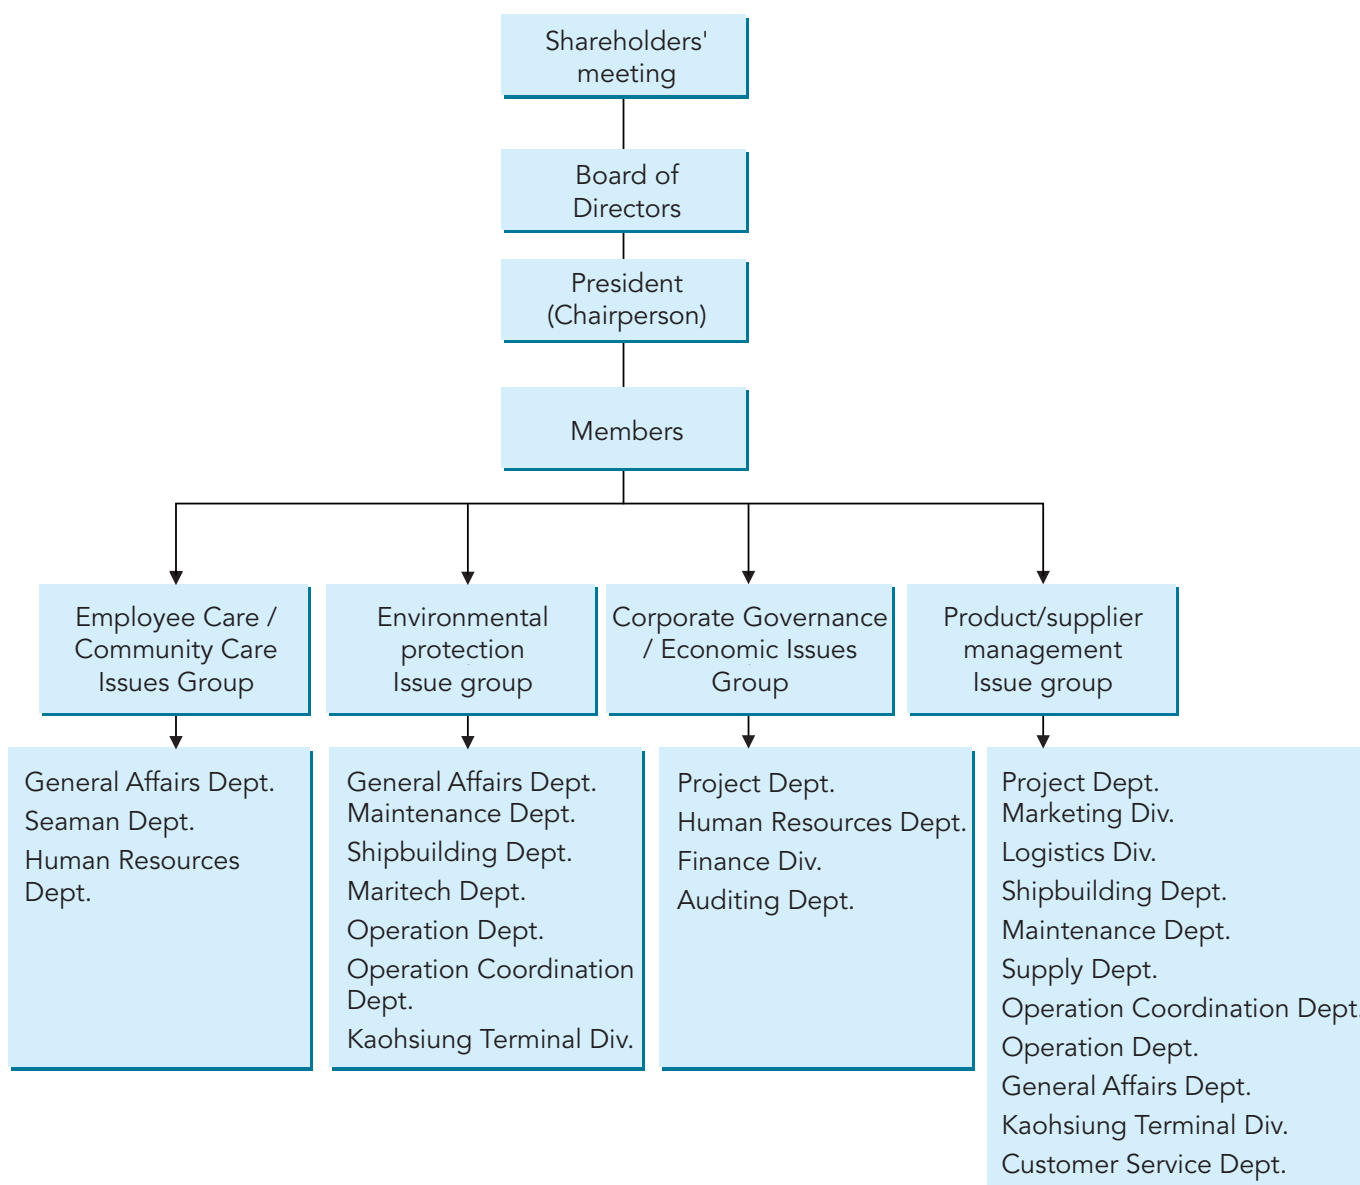 Shareholders'
meeting
Board of
Directors
President
(Chairperson)
Members
Employee Care /
Community Care
Issues Group
Environmental
protection
Issue group
Corporate Governance
/ Economic Issues
Group
Product/supplier
management
Issue group
General Affairs Dept.
Seaman Dept.
Human Resources
Dept.
General Affairs Dept.
Maintenance Dept.
Shipbuilding Dept.
Maritech Dept.
Operation Dept.
Operation Coordination
Dept.
Kaohsiung Terminal Div.
Project Dept.
Human Resources Dept.
Finance Div.
Auditing Dept.
Project Dept.
Marketing Div.
Logistics Div.
Shipbuilding Dept.
Maintenance Dept.
Supply Dept.
Operation Coordination Dept.
Operation Dept.
General Affairs Dept.
Kaohsiung Terminal Div.
Customer Service Dept.